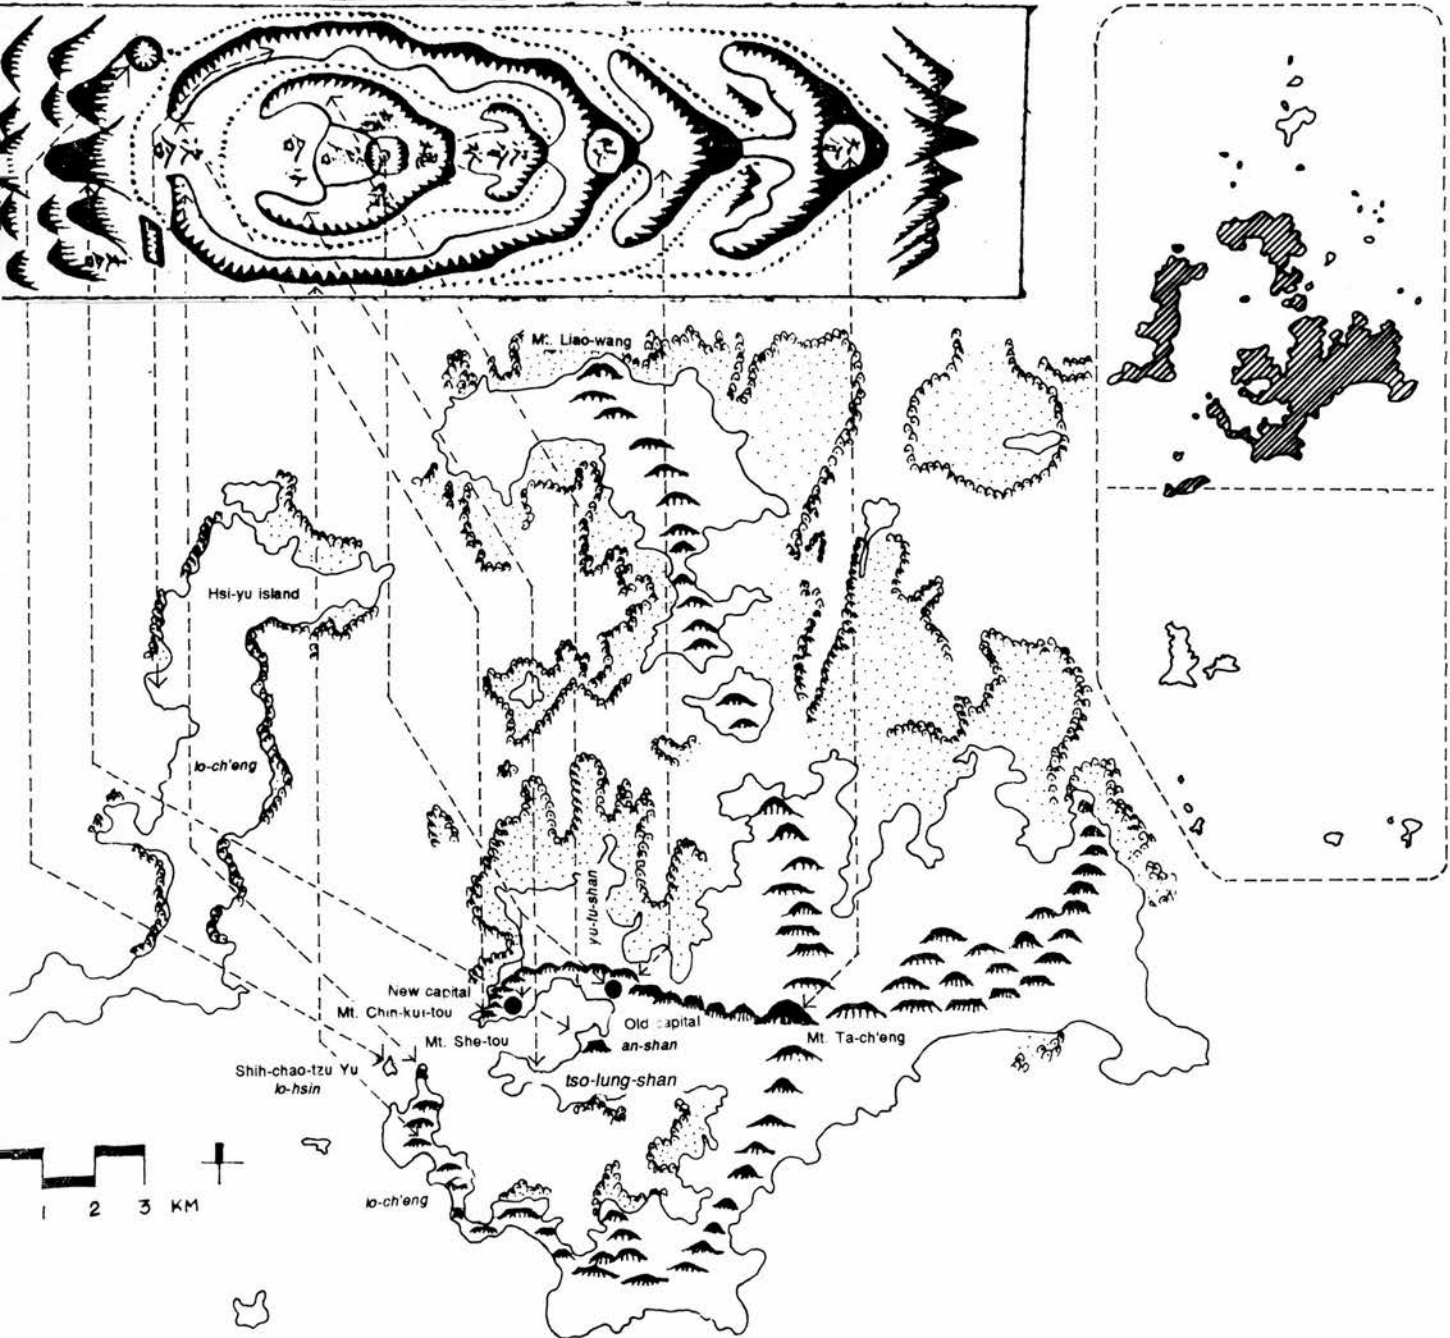 Mt. Liao-wang
Hsi-yu island
lo-ch'eng
yu-tu-shan
New capital
Mt. Chin-kui-tou
Old capital
Mt. She-tou
an-shan
Mt. Ta-ch'eng
Shih-chao-tzu Yu
lo-hsin
tso-lung-shan
lo-ch'eng
1 2 3 KM